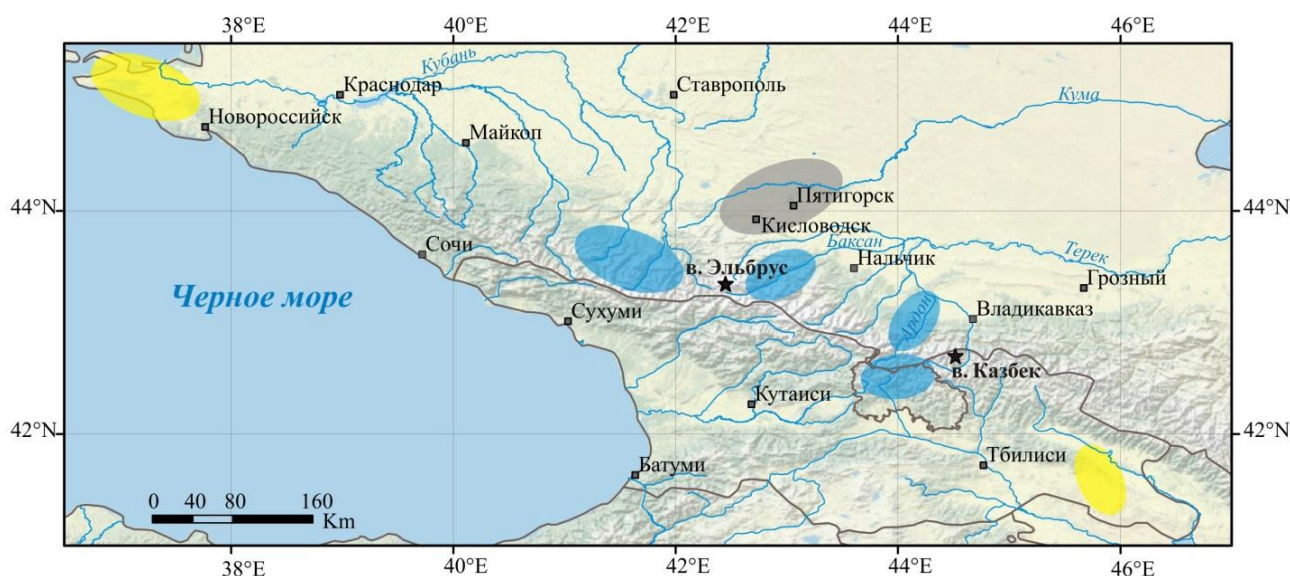 38°E 40°E 42°E 44°E 46°E
Кубань
Краснодар
Ставрополь
Кума
Новороссийск
Майкоп
44°N
Пятигорск
44°N
Кисловодск
Сочи
Баксан
Терек
в. Эльбрус
Нальчик
Грозный
Черное море
Сухуми
Ардон
Владикавказ
в. Казбек
Кутаиси
42°N
42°N
Батуми
Тбилиси
0 40 80 160
Km
38°E 40°E 42°E 44°E 46°E